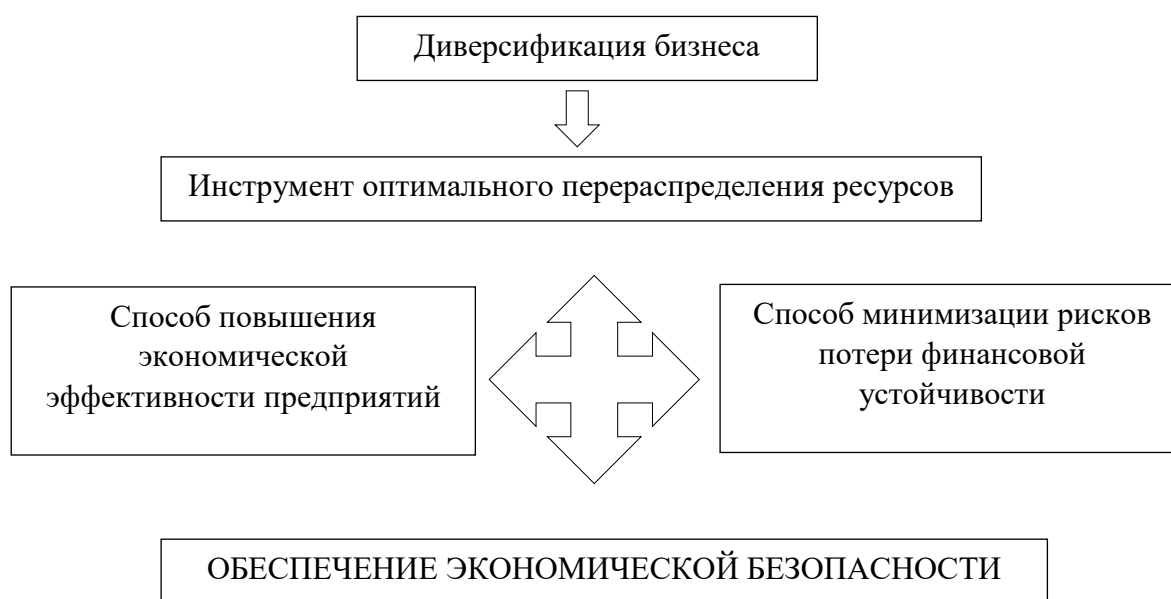 Диверсификация бизнеса
Инструмент оптимального перераспределения ресурсов
Способ повышения
экономической
эффективности предприятий
Способ минимизации рисков
потери финансовой
устойчивости
ОБЕСПЕЧЕНИЕ ЭКОНОМИЧЕСКОЙ БЕЗОПАСНОСТИ